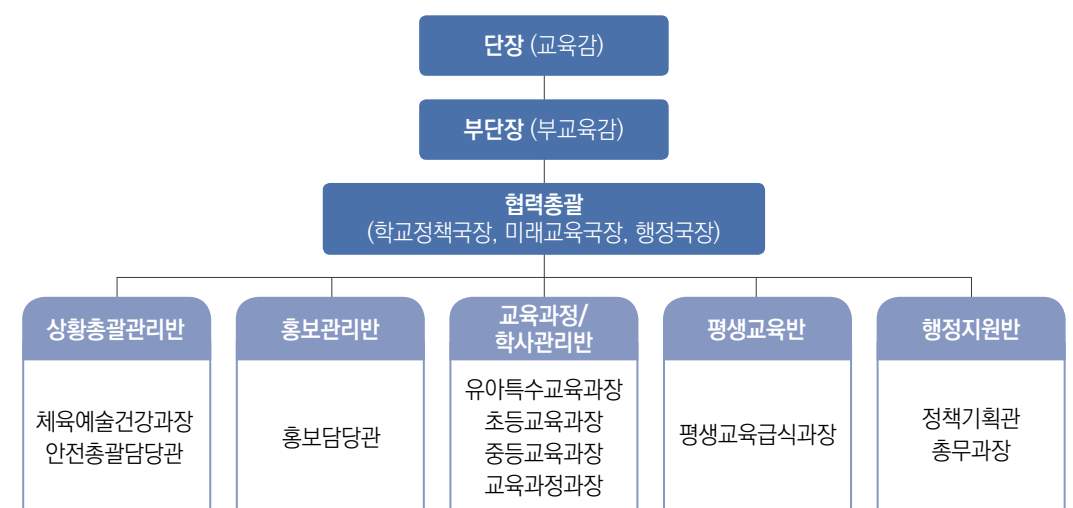 단장 (교육감)
부단장 (부교육감)
협력총괄
(학교정책국장, 미래교육국장, 행정국장)
상황총괄관리반
체육예술건강과장
안전총괄담당관
홍보관리반
홍보담당관
교육과정/
학사관리반
유아특수교육과장
초등교육과장
중등교육과장
교육과정과장
평생교육반
평생교육급식과장
행정지원반
정책기획관
총무과장